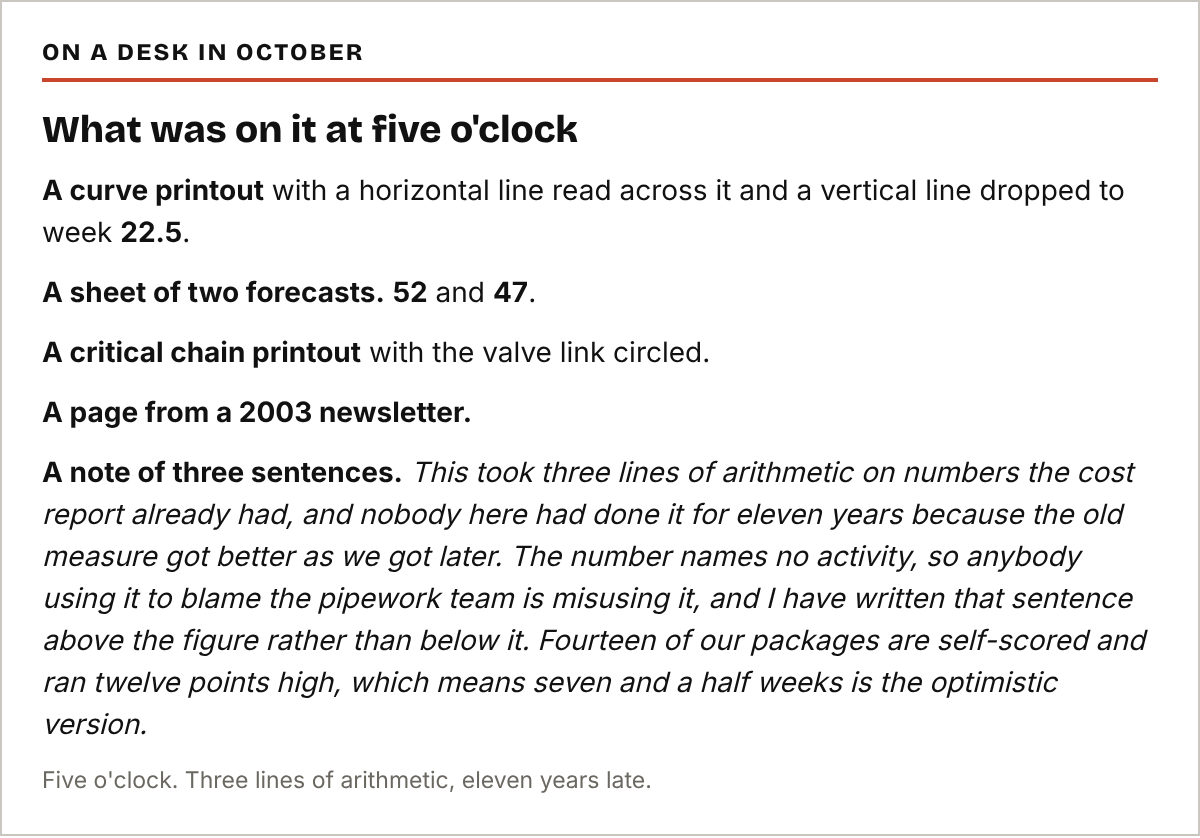 ON A DESK IN OCTOBER
What was on it at five o'clock
A curve printout with a horizontal line read across it and a vertical line dropped to
week 22.5.
A sheet of two forecasts. 52 and 47.
A critical chain printout with the valve link circled.
A page from a 2003 newsletter.
A note of three sentences. This took three lines of arithmetic on numbers the cost
report already had, and nobody here had done it for eleven years because the old
measure got better as we got later. The number names no activity, so anybody
using it to blame the pipework team is misusing it, and I have written that sentence
above the figure rather than below it. Fourteen of our packages are self-scored and
ran twelve points high, which means seven and a half weeks is the optimistic
version.
Five o'clock. Three lines of arithmetic, eleven years late.